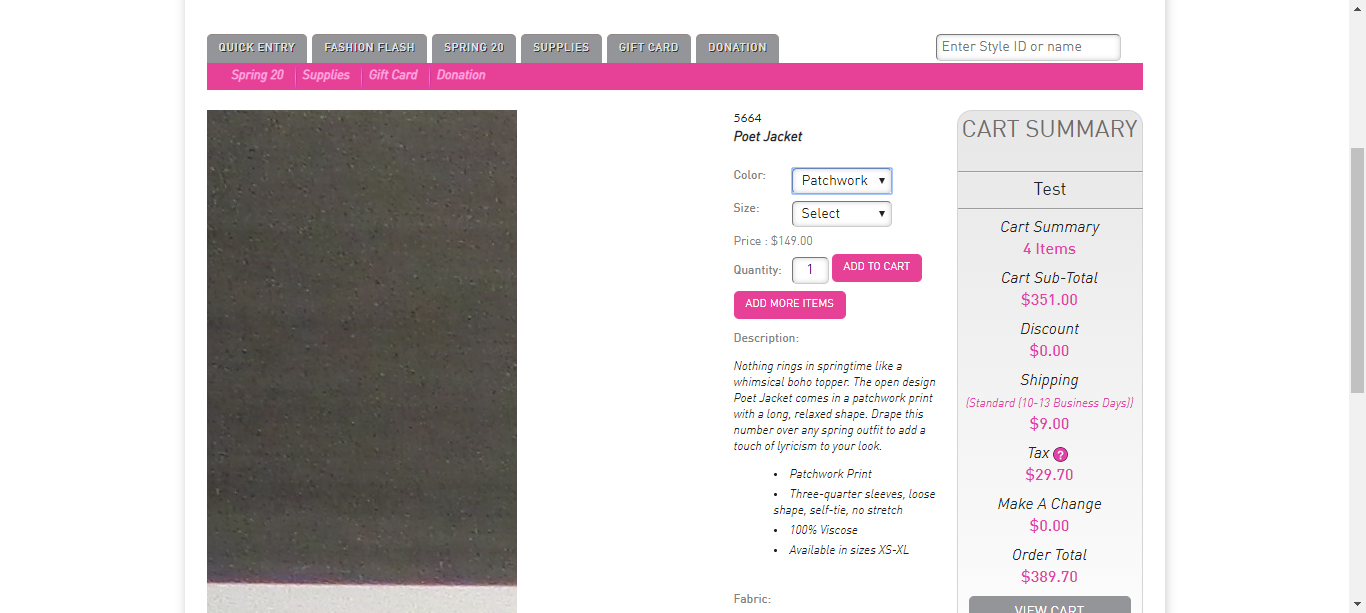 QUICK ENTRY
FASHION FLASH
SPRING 20
SUPPLIES
GIFT CARD
DONATION
Enter Style ID or name
Spring 20
Supplies
Gift Card
Donation
5664
Poet Jacket
Color:
Patchwork
Size:
Select
Price : $149.00
Quantity:
1
ADD TO CART
ADD MORE ITEMS
Description:
Nothing rings in springtime like a
whimsical boho topper. The open design
Poet Jacket comes in a patchwork print
with a long, relaxed shape. Drape this
number over any spring outfit to add a
touch of lyricism to your look.
• Patchwork Print
• Three-quarter sleeves, loose
shape, self-tie, no stretch
• 100% Viscose
• Available in sizes XS-XL
Fabric:
CART SUMMARY
Test
Cart Summary
4 Items
Cart Sub-Total
$351.00
Discount
$0.00
Shipping
(Standard (10-13 Business Days))
$9.00
Tax ?
$29.70
Make A Change
$0.00
Order Total
$389.70
VIEW CART